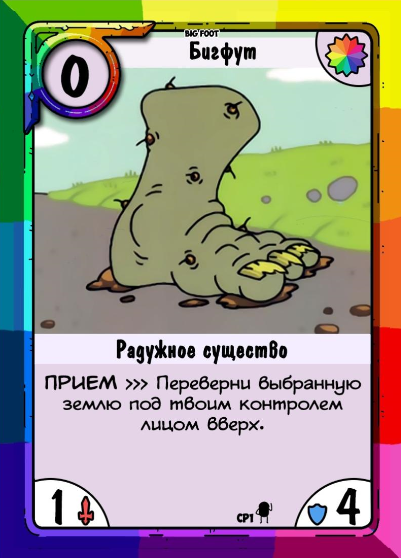 BIG FOOT
Бигфут
0
Радужное существо
ПРИЕМ >>> Переверни выбранную
землю под твоим контролем
лицом вверх.
1
CP1
4